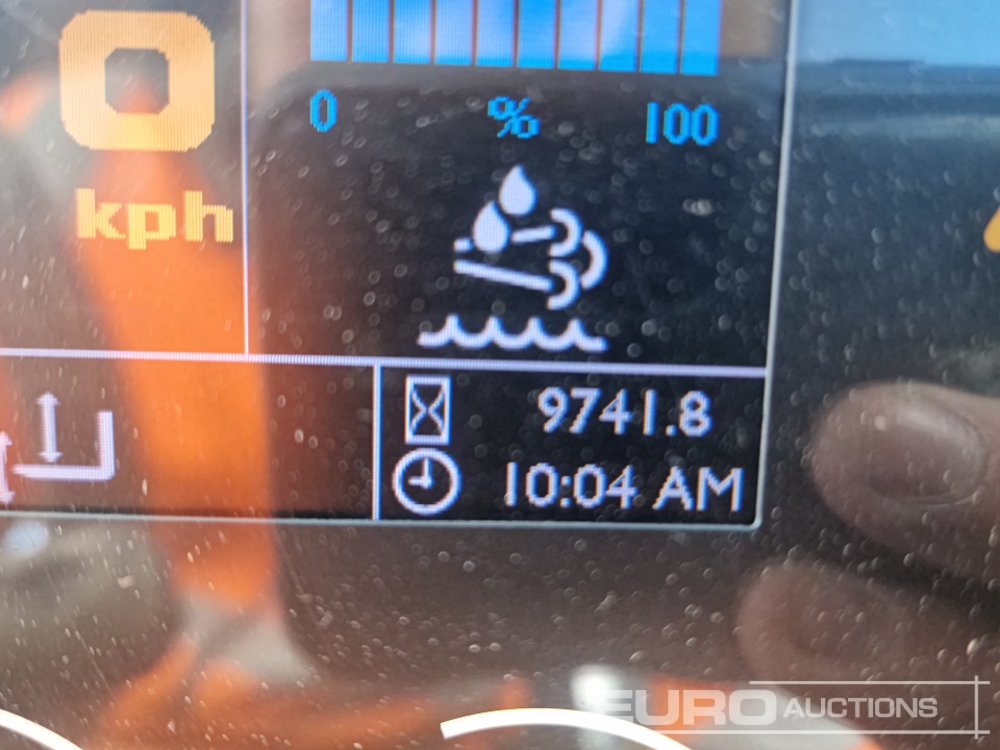 0
kph
0 % 100
9741.8
10:04 AM
EURO AUCTIONS